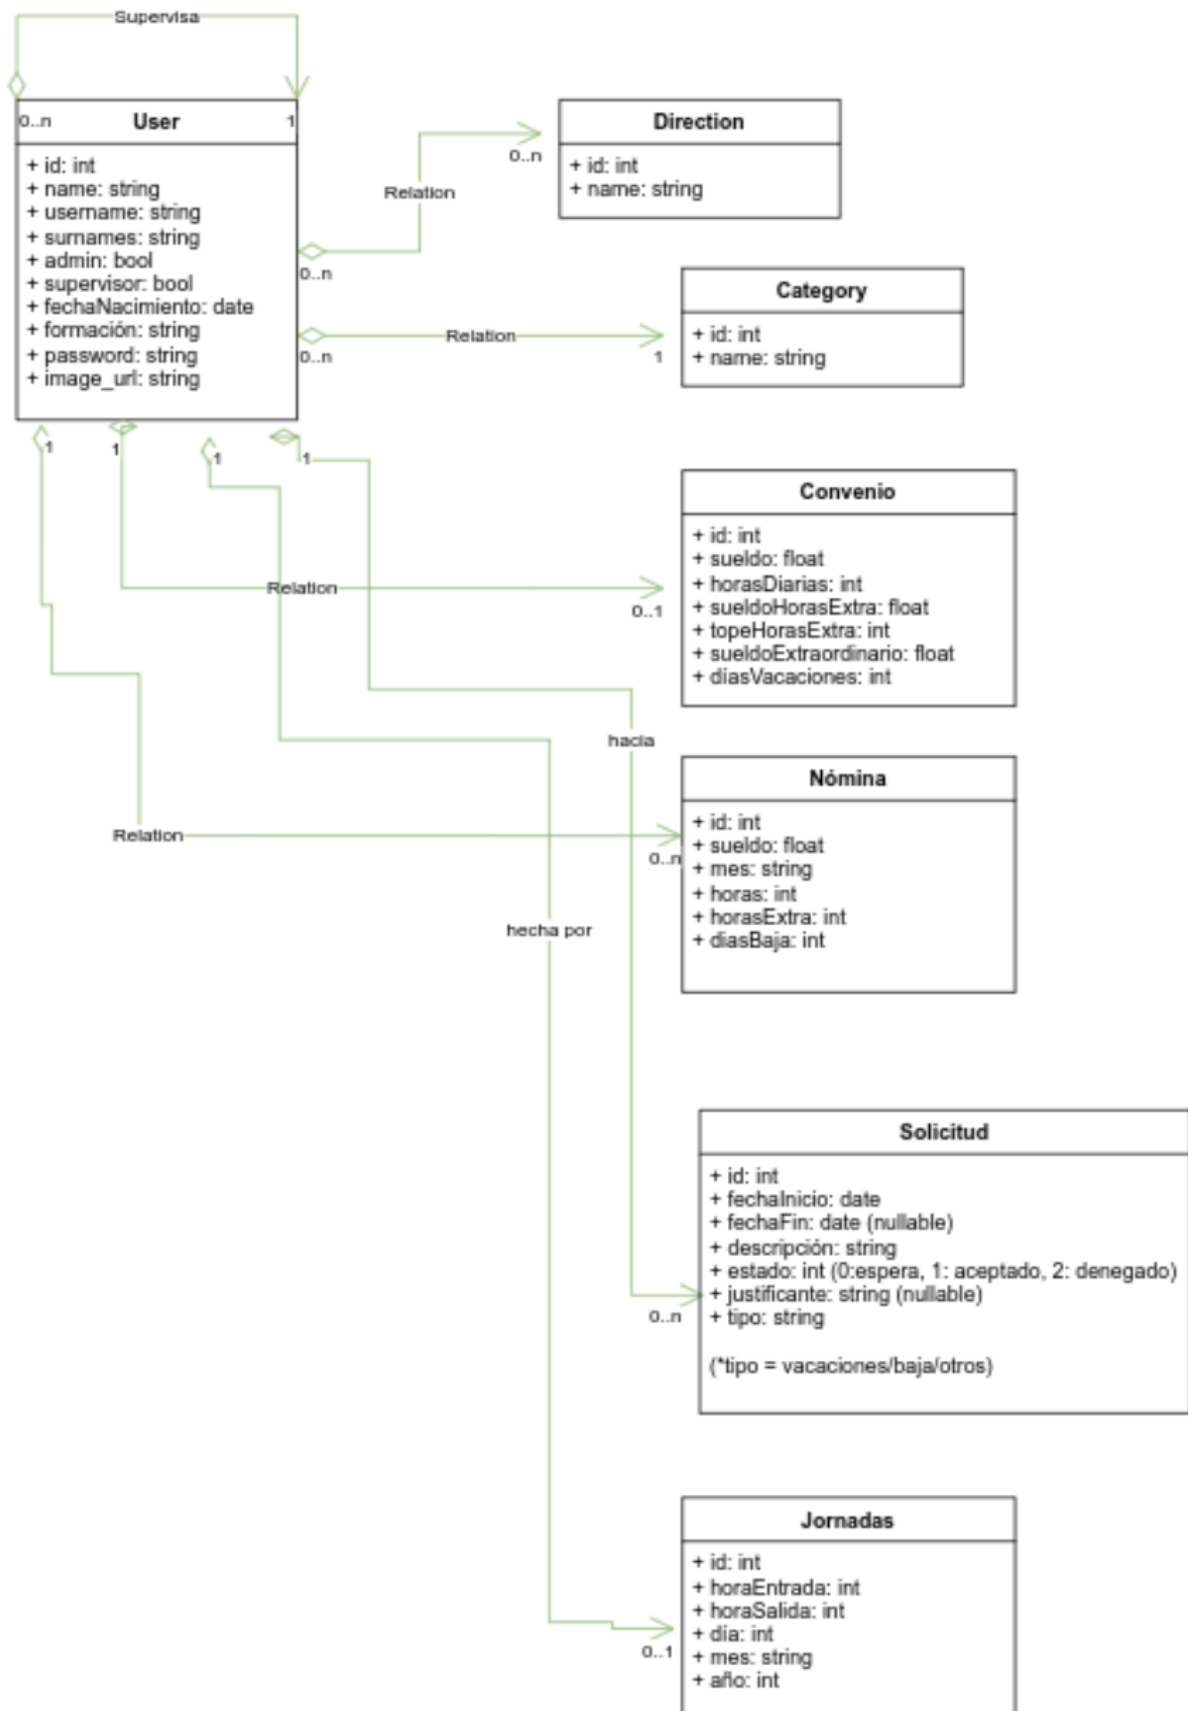 Supervisa
0..n
User
1
+ id: int
+ name: string
+ username: string
+ surnames: string
+ admin: bool
+ supervisor: bool
+ fechaNacimiento: date
+ formación: string
+ password: string
+ image_url: string
0..n
Relation
0..n
Direction
+ id: int
+ name: string
0..n
Relation
1
Category
+ id: int
+ name: string
1
1
1
1
Relation
0..1
Convenio
+ id: int
+ sueldo: float
+ horasDiarias: int
+ sueldoHorasExtra: float
+ topeHorasExtra: int
+ sueldoExtraordinario: float
+ diasVacaciones: int
hacia
Relation
0..n
Nómina
+ id: int
+ sueldo: float
+ mes: string
+ horas: int
+ horasExtra: int
+ diasBaja: int
hecha por
0..n
Solicitud
+ id: int
+ fechaInicio: date
+ fechaFin: date (nullable)
+ descripción: string
+ estado: int (0:espera, 1: aceptado, 2: denegado)
+ justificante: string (nullable)
+ tipo: string
(*tipo = vacaciones/baja/otros)
0..1
Jornadas
+ id: int
+ horaEntrada: int
+ horaSalida: int
+ dia: int
+ mes: string
+ año: int